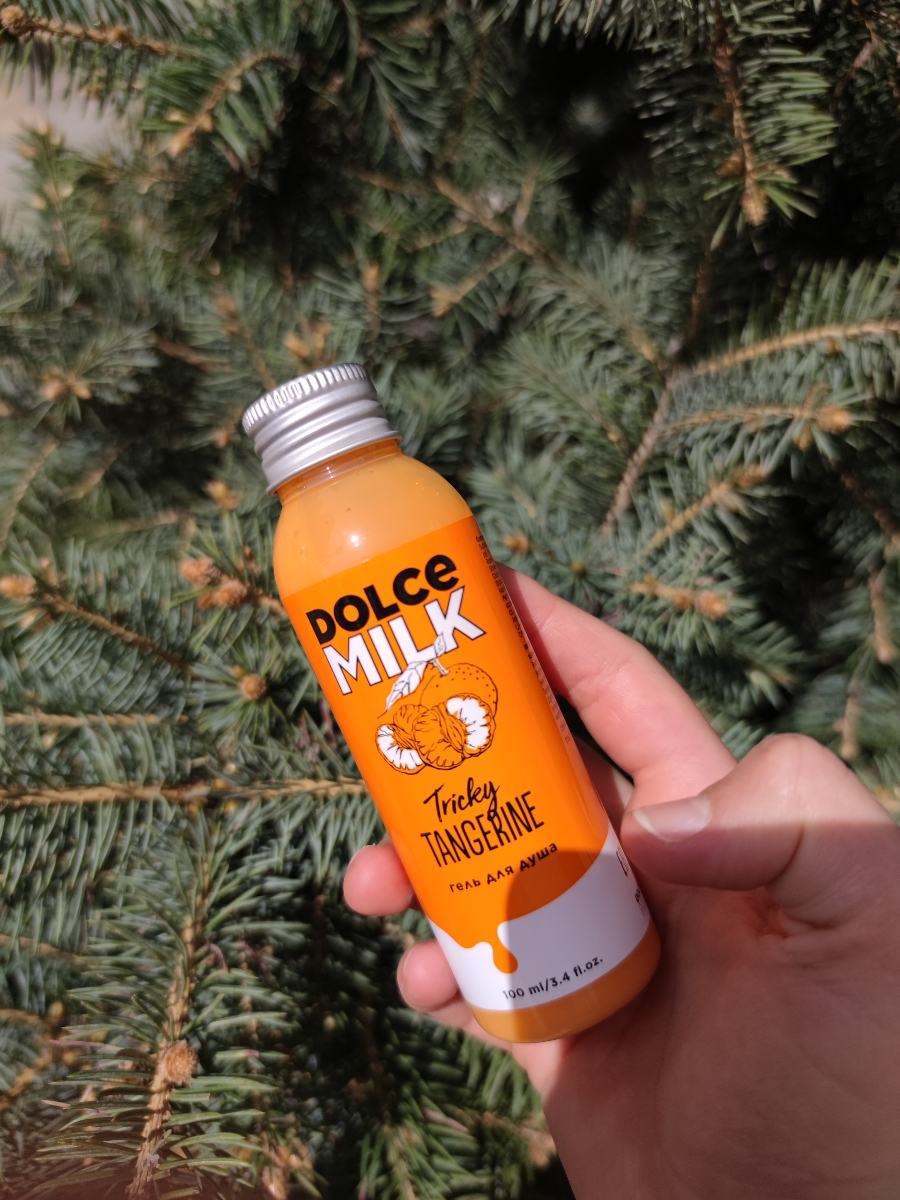 DOLCE
MILK
Tricky
TANGERINE
гель для душа
100 ml/3.4 fl.oz.